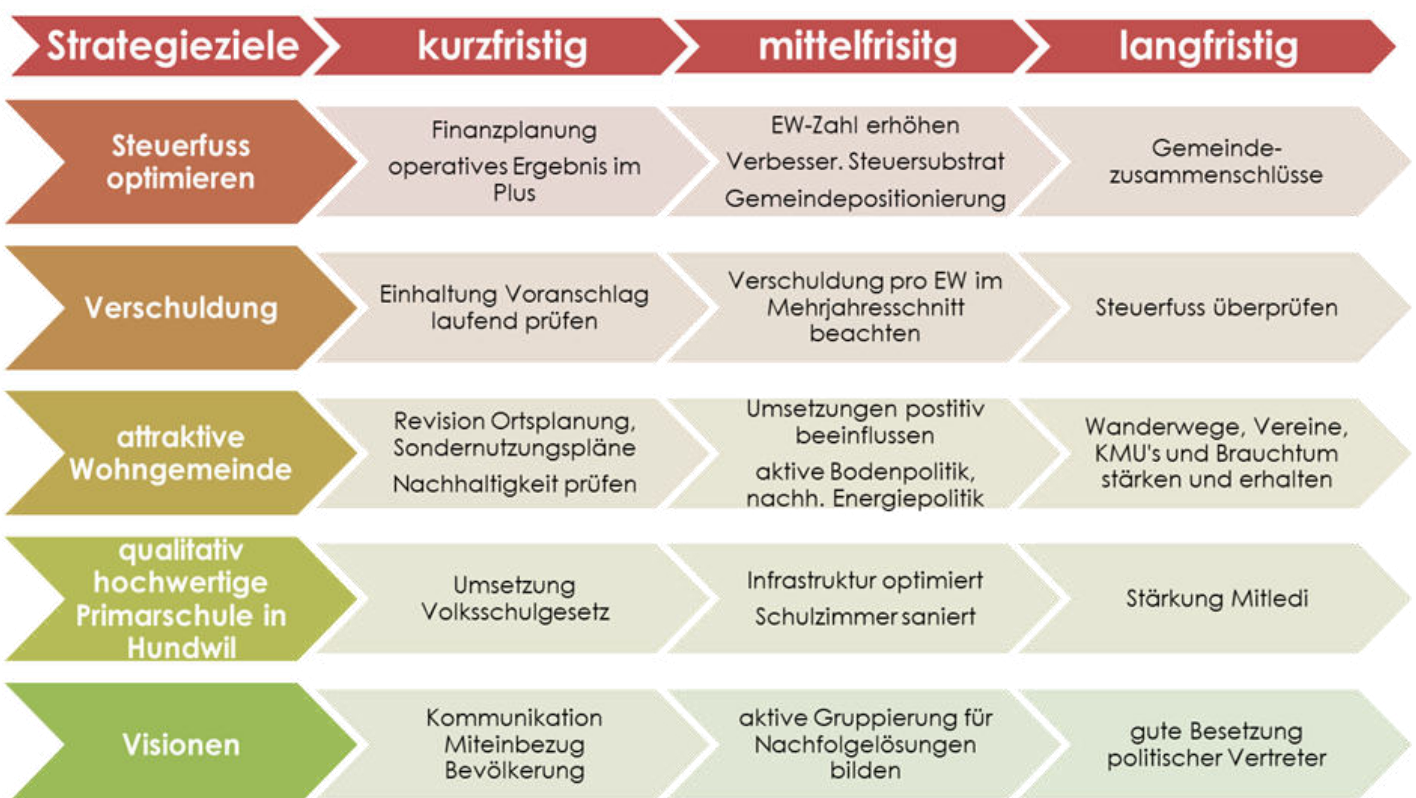 Strategieziele
kurzfristig
mittelfrisitg
langfristig
Steuerfuss
optimieren
Finanzplanung
operatives Ergebnis im
Plus
EW-Zahl erhöhen
Verbesser. Steuersubstrat
Gemeindepositionierung
Gemeinde-
zusammenschlüsse
Verschuldung
Einhaltung Voranschlag
laufend prüfen
Verschuldung pro EW im
Mehrjahresschnitt
beachten
Steuerfuss überprüfen
attraktive
Wohngemeinde
Revision Ortsplanung,
Sondernutzungspläne
Nachhaltigkeit prüfen
Umsetzungen postitiv
beeinflussen
aktive Bodenpolitik,
nachh. Energiepolitik
Wanderwege, Vereine,
KMU's und Brauchtum
stärken und erhalten
qualitativ
hochwertige
Primarschule in
Hundwil
Umsetzung
Volksschulgesetz
Infrastruktur optimiert
Schulzimmer saniert
Stärkung Mitledi
Visionen
Kommunikation
Miteinbezug
Bevölkerung
aktive Gruppierung für
Nachfolgelösungen
bilden
gute Besetzung
politischer Vertreter